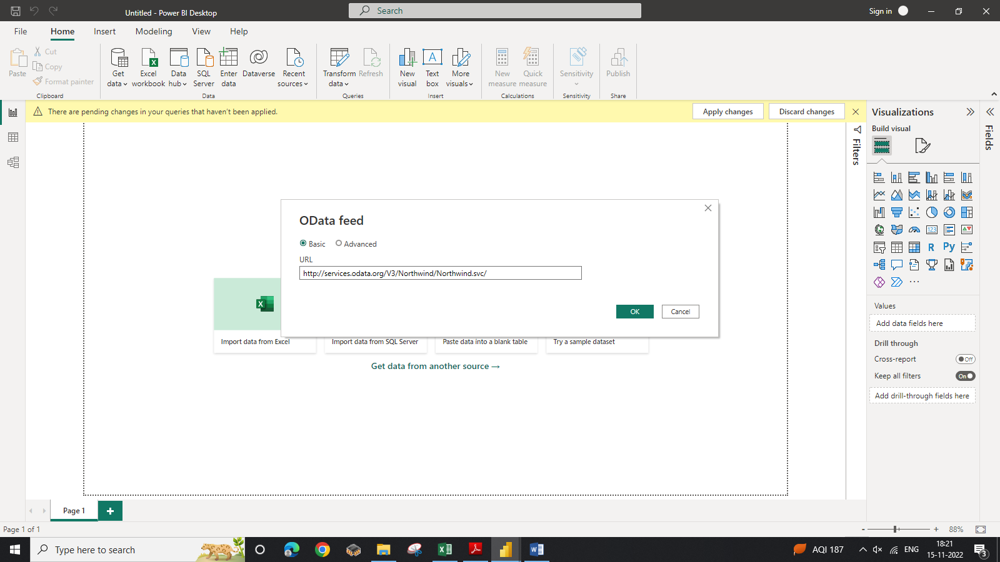 Untitled - Power BI Desktop
Search
Sign in
File Home Insert Modeling View Help
Paste
Cut
Copy
Format painter
Clipboard
Get data
Excel workbook
Data hub
SQL Server
Enter data
Dataverse
Recent sources
Data
Transform data
Refresh
Queries
New visual
Text box
More visuals
Insert
New measure
Quick measure
Calculations
Sensitivity
Sensitivity
Publish
Share
There are pending changes in your queries that haven't been applied.
Apply changes
Discard changes
Filters
Visualizations
Build visual
Fields
123
R
Py
Values
Add data fields here
Drill through
Cross-report
Off
Keep all filters
On
Add drill-through fields here
OData feed
Basic
Advanced
URL
http://services.odata.org/V3/Northwind/Northwind.svc/
OK
Cancel
Import data from Excel
Import data from SQL Server
Paste data into a blank table
Try a sample dataset
Get data from another source →
Page 1
Page 1 of 1
88%
Type here to search
AQI 187
ENG
18:21
15-11-2022
3